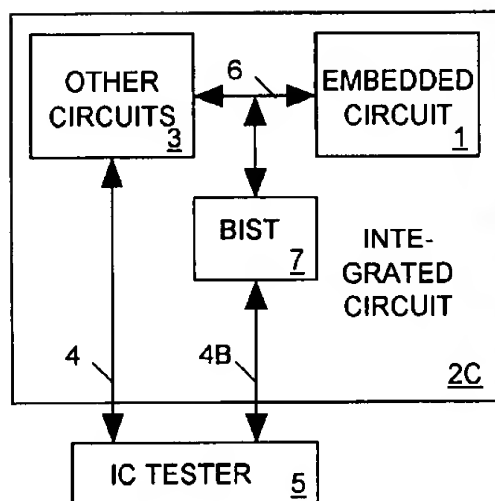 OTHER
CIRCUITS
3
6
EMBEDDED
CIRCUIT
1
BIST
7
INTE-
GRATED
CIRCUIT
4
4B
2C
IC TESTER
5